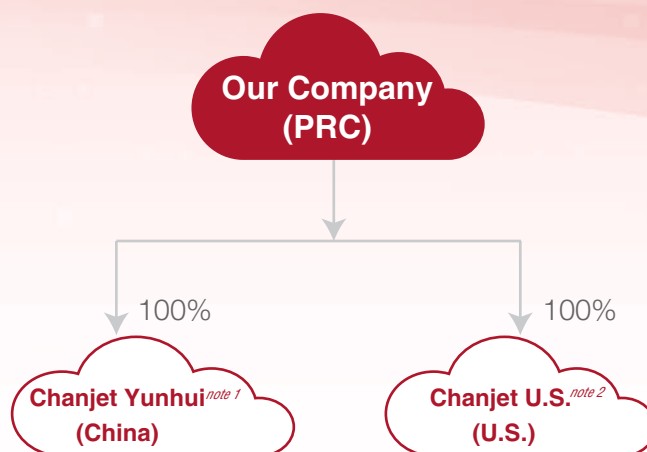 Our Company
(PRC)
100%
100%
Chanjet Yunhui note 1
(China)
Chanjet U.S. note 2
(U.S.)